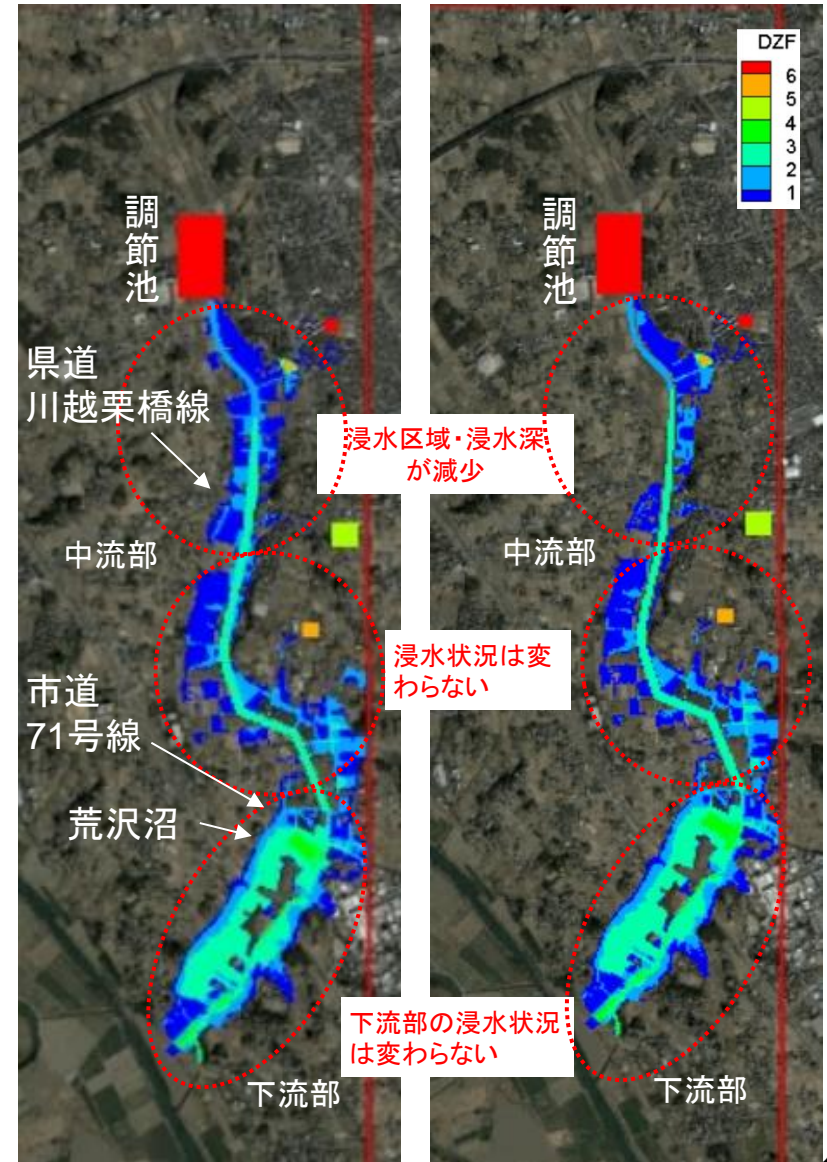 調節池
県道
川越栗橋線
中流部
市道
71号線
荒沢沼
下流部
浸水区域・浸水深
が減少
浸水状況は変
わらない
下流部の浸水状況
は変わらない
DZF
6
5
4
3
2
1
調節池
中流部
下流部